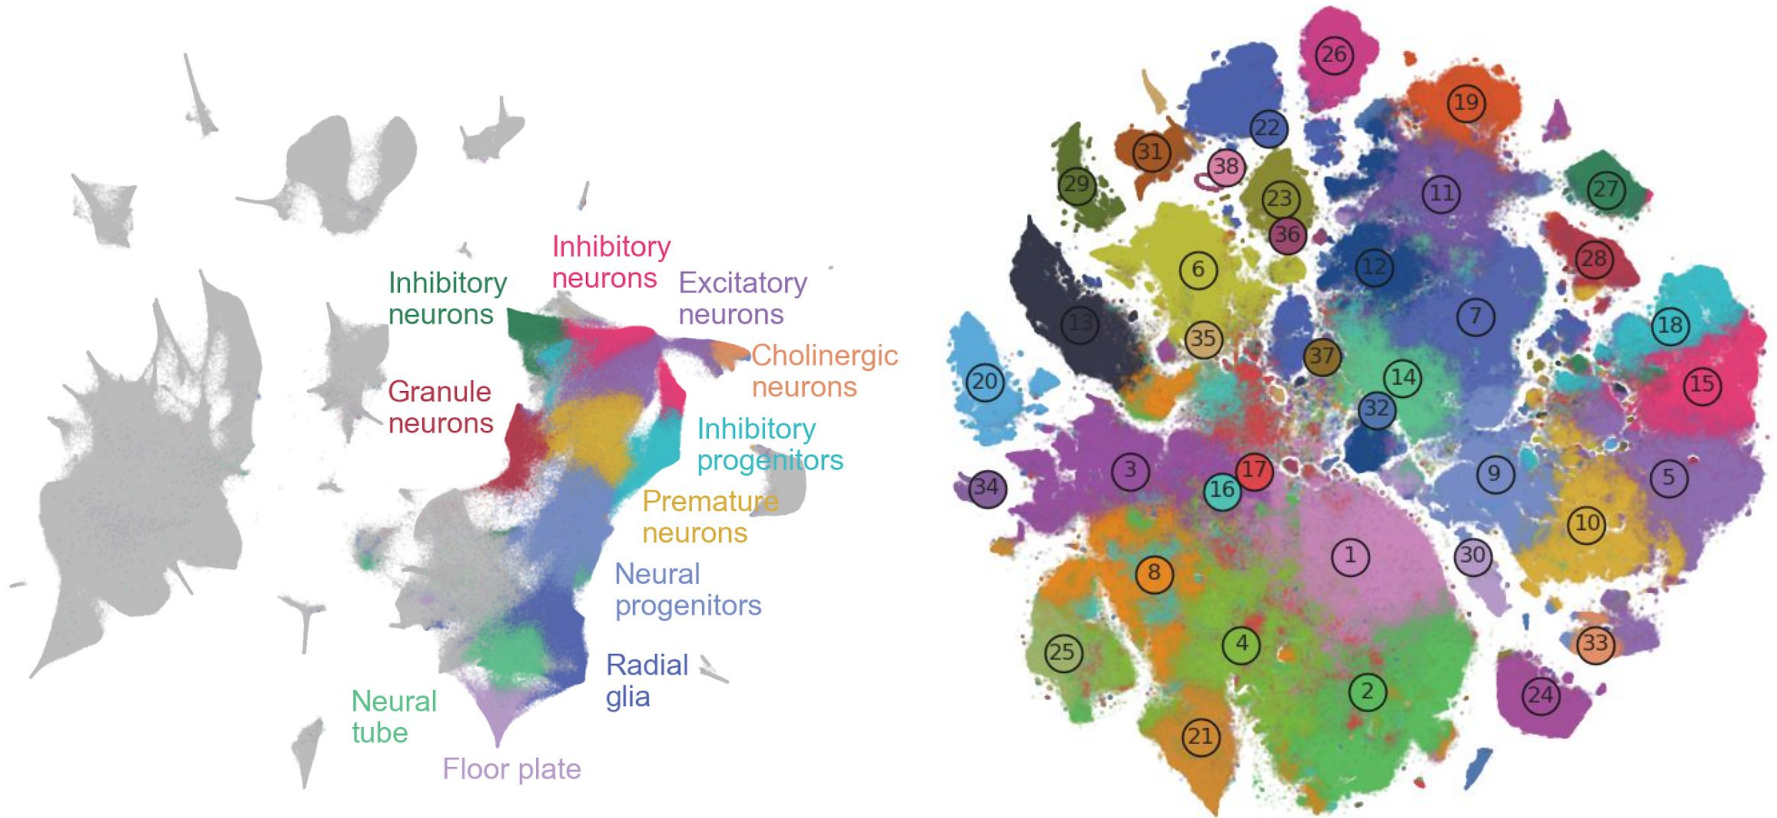 Inhibitory
neurons
Inhibitory
neurons
Excitatory
neurons
Cholinergic
neurons
Granule
neurons
Inhibitory
progenitors
Premature
neurons
Neural
progenitors
Radial
glia
Neural
tube
Floor plate
26
19
22
31
38
29
23
11
27
36
28
6
12
13
7
18
35
37
20
14
15
32
3
17
9
5
34
16
10
1
30
8
4
33
25
2
24
21